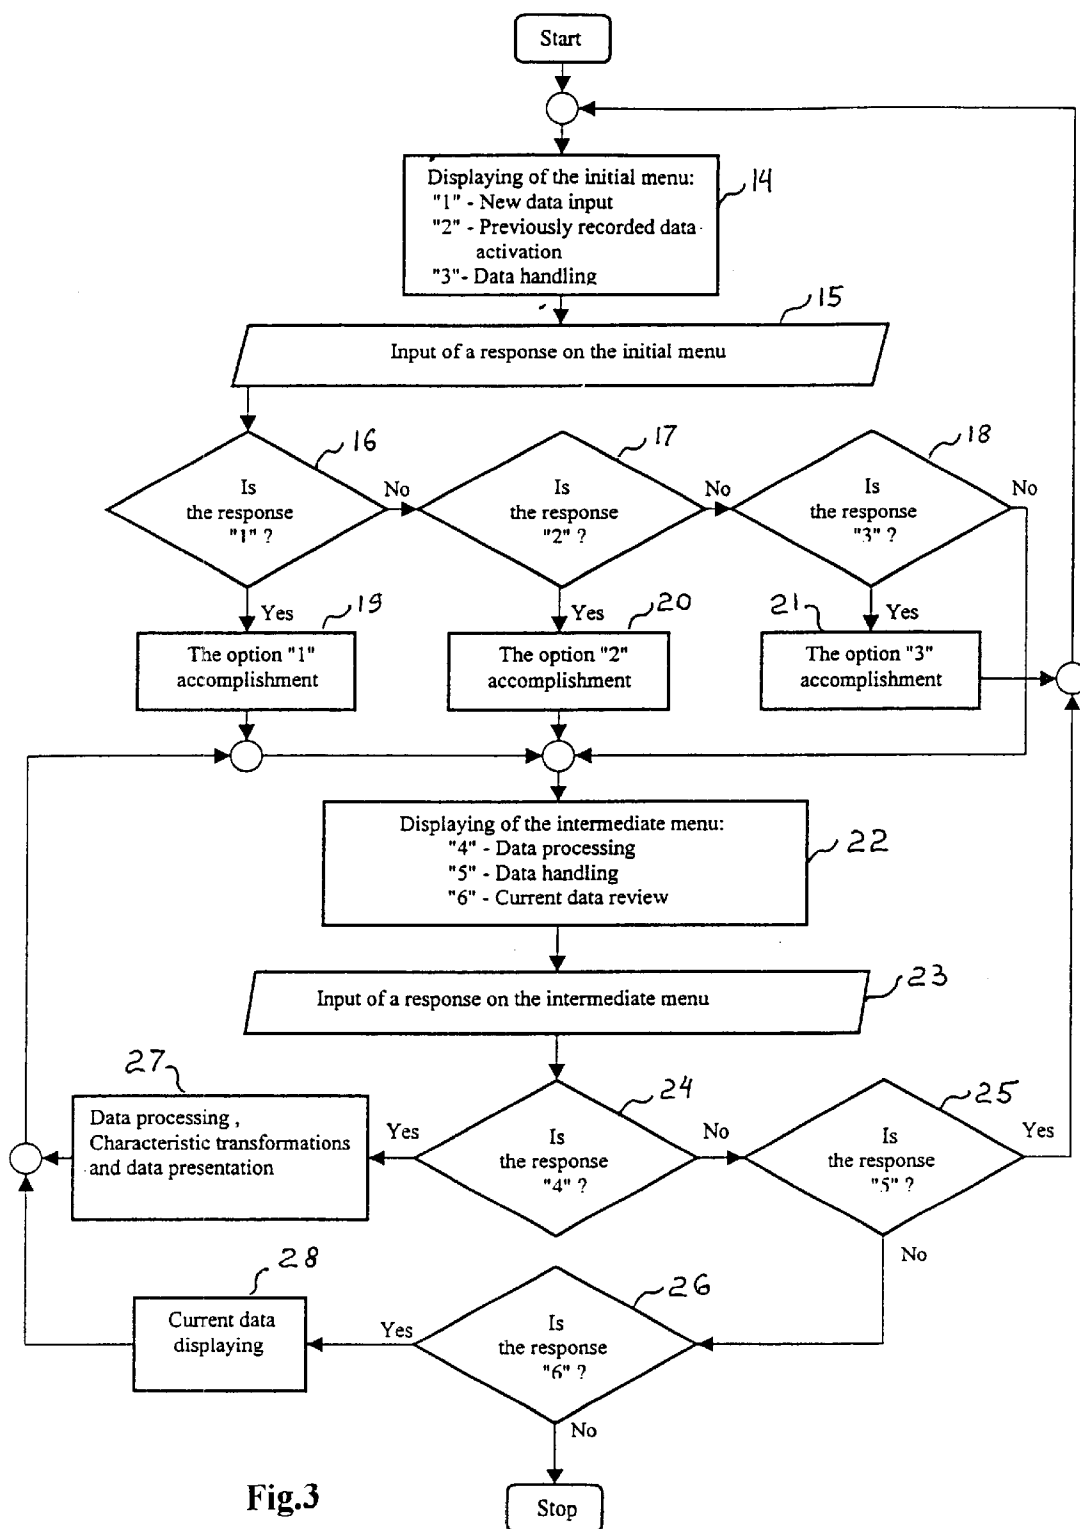 Start
Displaying of the initial menu:
"1" - New data input
"2" - Previously recorded data
activation
"3"- Data handling
14
15
Input of a response on the initial menu
16
17
18
Is
the response
"1" ?
No
Is
the response
"2" ?
No
Is
the response
"3" ?
No
Yes
19
Yes
20
21
Yes
The option "1"
accomplishment
The option "2"
accomplishment
The option "3"
accomplishment
Displaying of the intermediate menu:
"4" - Data processing
"5" - Data handling
"6" - Current data review
22
Input of a response on the intermediate menu
23
27
24
25
Data processing ,
Characteristic transformations
and data presentation
Yes
Is
the response
"4" ?
No
Is
the response
"5" ?
Yes
No
28
26
Current data
displaying
Yes
Is
the response
"6" ?
No
Fig.3
Stop